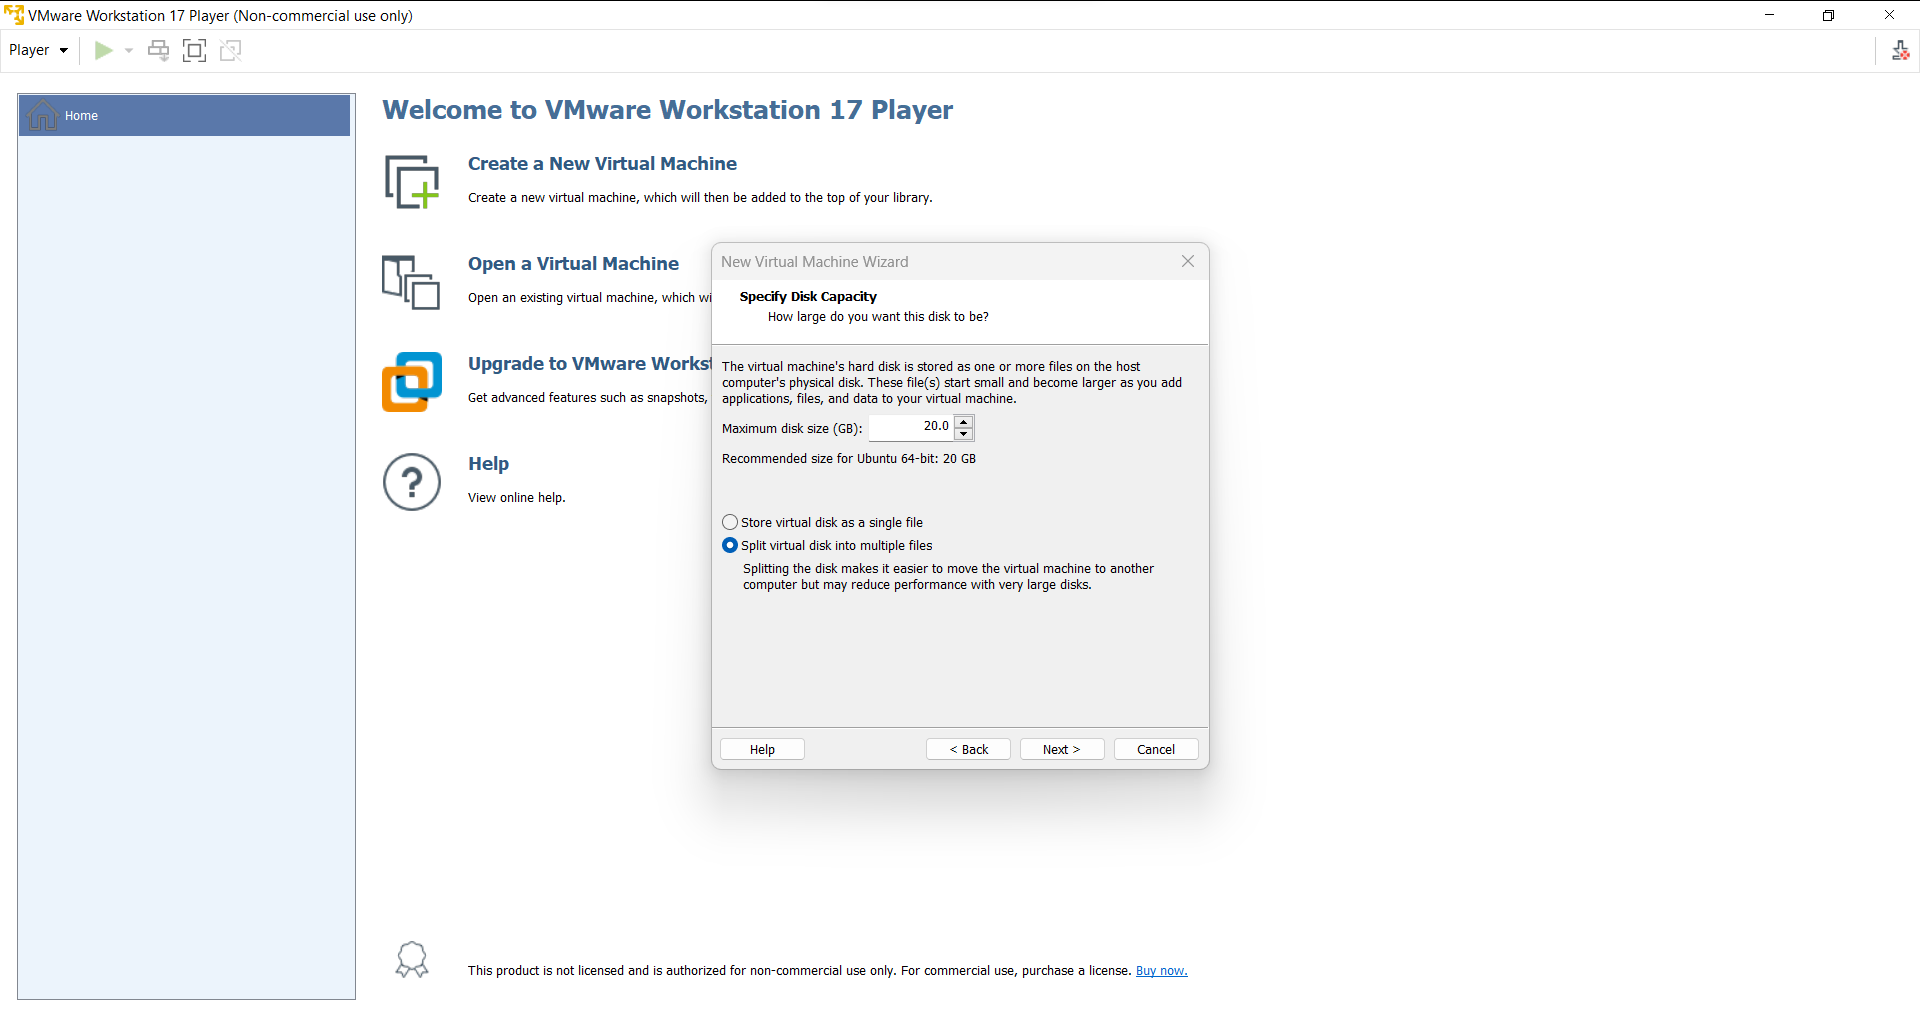 VMware Workstation 17 Player (Non-commercial use only)
Player
Home
Welcome to VMware Workstation 17 Player
Create a New Virtual Machine
Create a new virtual machine, which will then be added to the top of your library.
Open a Virtual Machine
Open an existing virtual machine, which wi
Upgrade to VMware Workst
Get advanced features such as snapshots,
Help
View online help.
New Virtual Machine Wizard
Specify Disk Capacity
How large do you want this disk to be?
The virtual machine's hard disk is stored as one or more files on the host
computer's physical disk. These file(s) start small and become larger as you add
applications, files, and data to your virtual machine.
Maximum disk size (GB): 20.0
Recommended size for Ubuntu 64-bit: 20 GB
Store virtual disk as a single file
Split virtual disk into multiple files
Splitting the disk makes it easier to move the virtual machine to another
computer but may reduce performance with very large disks.
Help < Back Next > Cancel
This product is not licensed and is authorized for non-commercial use only. For commercial use, purchase a license. Buy now.